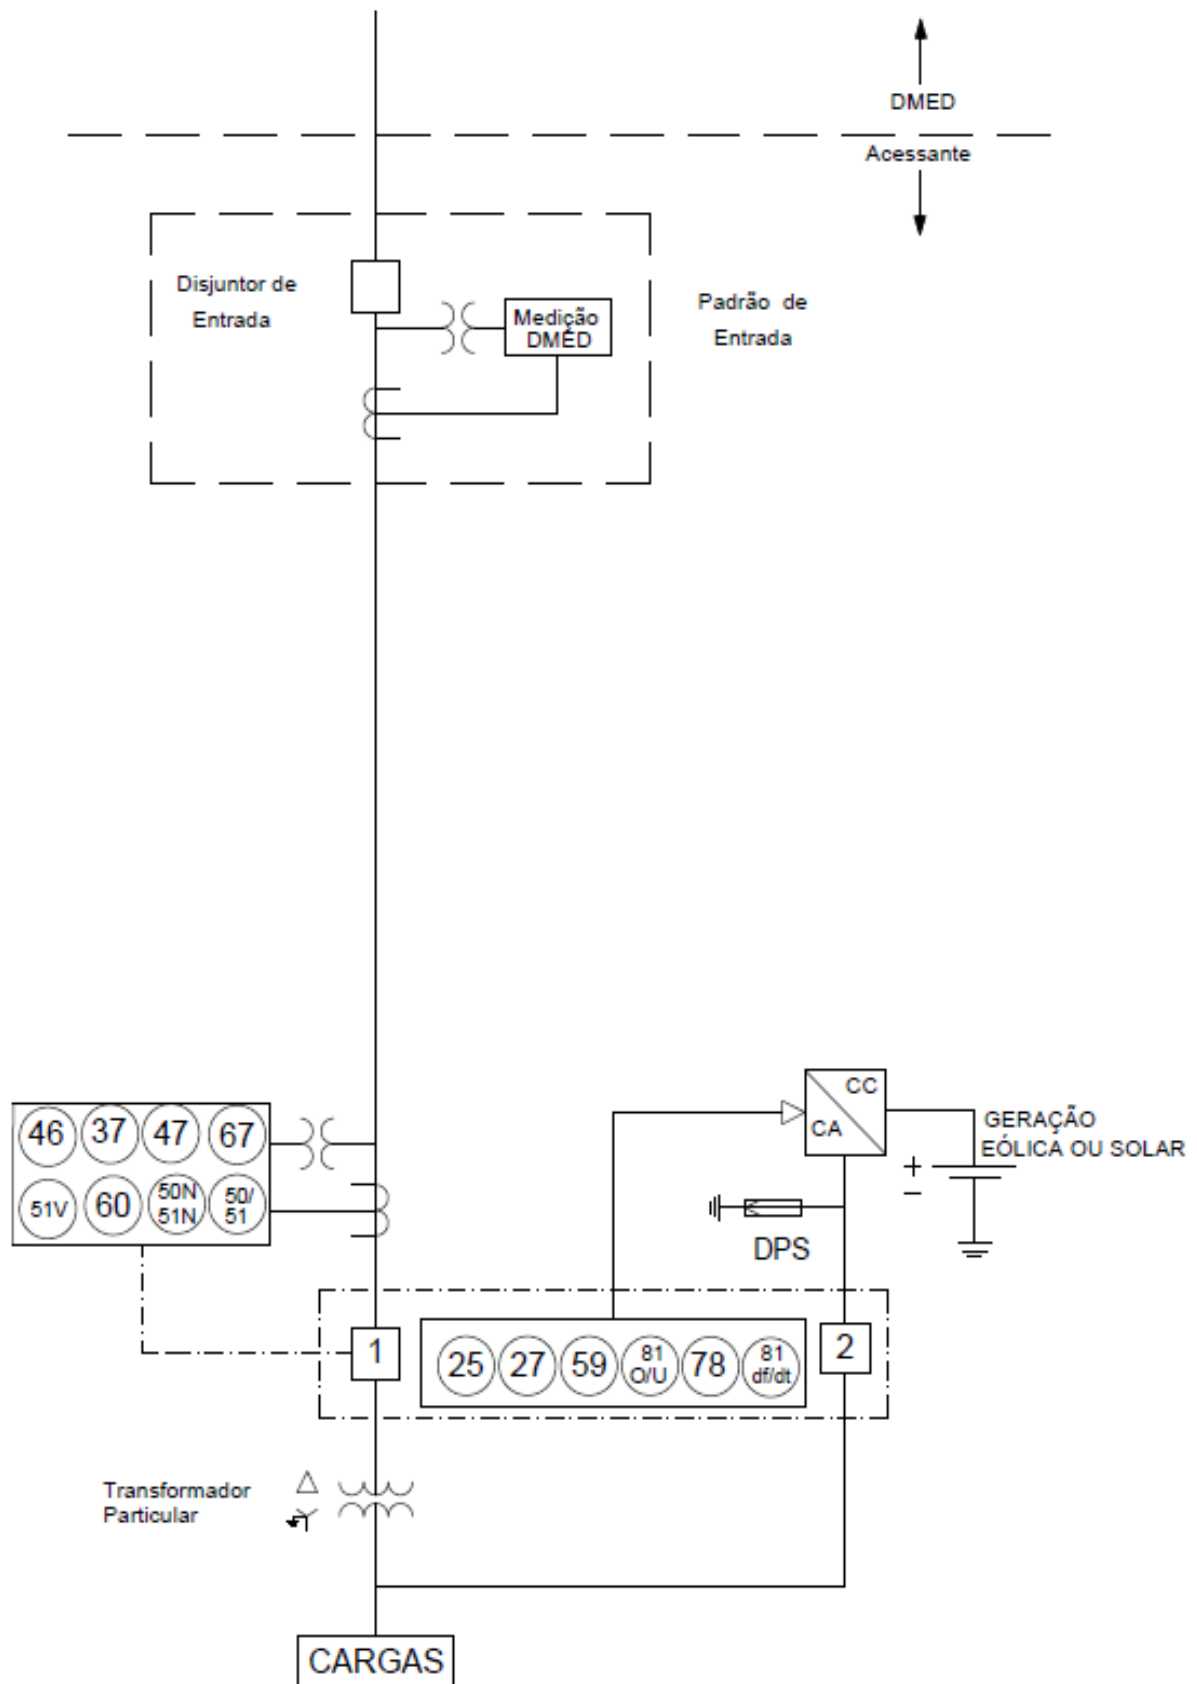 DMED
Acessante
Disjuntor de
Entrada
Medição
DMED
Padrão de
Entrada
CC
CA
GERAÇÃO
EÓLICA OU SOLAR
+
−
46 37 47 67
51V 60 50N 51N 50/ 51
DPS
1
25 27 59 81 O/U 78 81 df/dt
2
Transformador
Particular
CARGAS